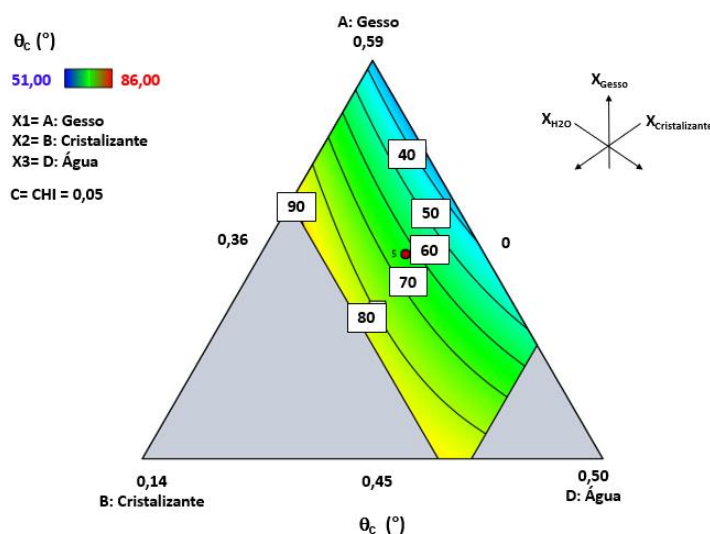 A: Gesso
0,59
θc (°)
51,00 86,00
X1= A: Gesso
X2= B: Cristalizante
X3= D: Água
C= CHI = 0,05
XGesso
XH2O
XCristalizante
40
90
50
0,36
0
5
60
70
80
0,14
0,45
0,50
B: Cristalizante
D: Água
θc (°)